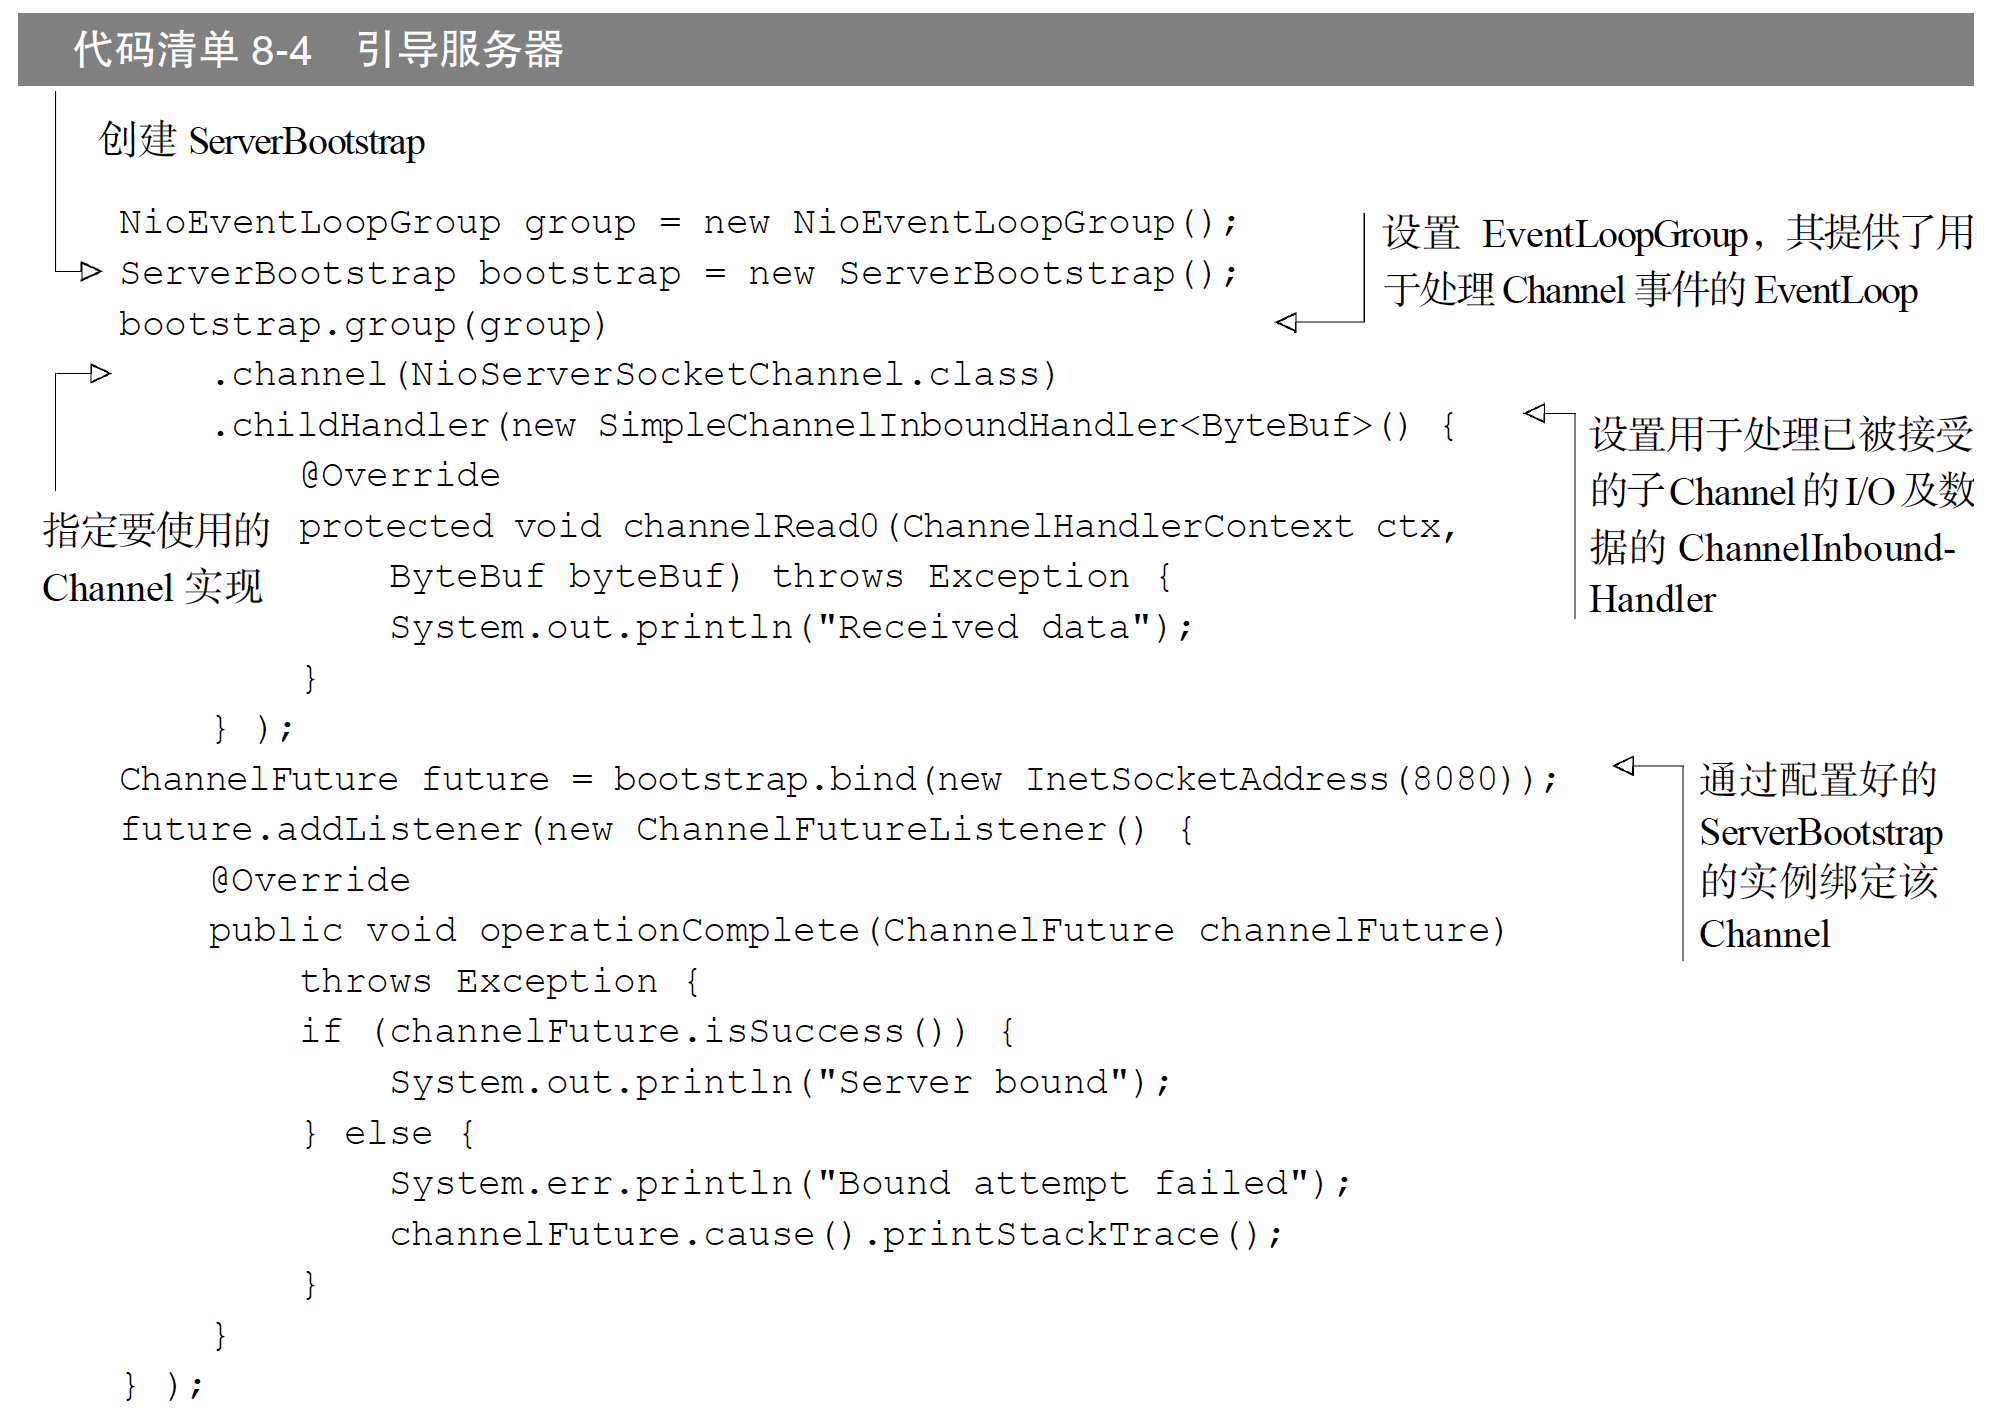 代码清单 8-4 引导服务器
创建 ServerBootstrap
NioEventLoopGroup group = new NioEventLoopGroup();
ServerBootstrap bootstrap = new ServerBootstrap();
bootstrap.group(group)
设置 EventLoopGroup，其提供了用
于处理 Channel 事件的 EventLoop
.channel(NioServerSocketChannel.class)
.childHandler(new SimpleChannelInboundHandler<ByteBuf>() {
@Override
protected void channelRead0(ChannelHandlerContext ctx,
ByteBuf byteBuf) throws Exception {
System.out.println("Received data");
}
} );
指定要使用的
Channel 实现
设置用于处理已被接受
的子 Channel 的 I/O 及数
据的 ChannelInbound-
Handler
ChannelFuture future = bootstrap.bind(new InetSocketAddress(8080));
future.addListener(new ChannelFutureListener() {
@Override
public void operationComplete(ChannelFuture channelFuture)
throws Exception {
if (channelFuture.isSuccess()) {
System.out.println("Server bound");
} else {
System.err.println("Bound attempt failed");
channelFuture.cause().printStackTrace();
}
}
} );
通过配置好的
ServerBootstrap
的实例绑定该
Channel